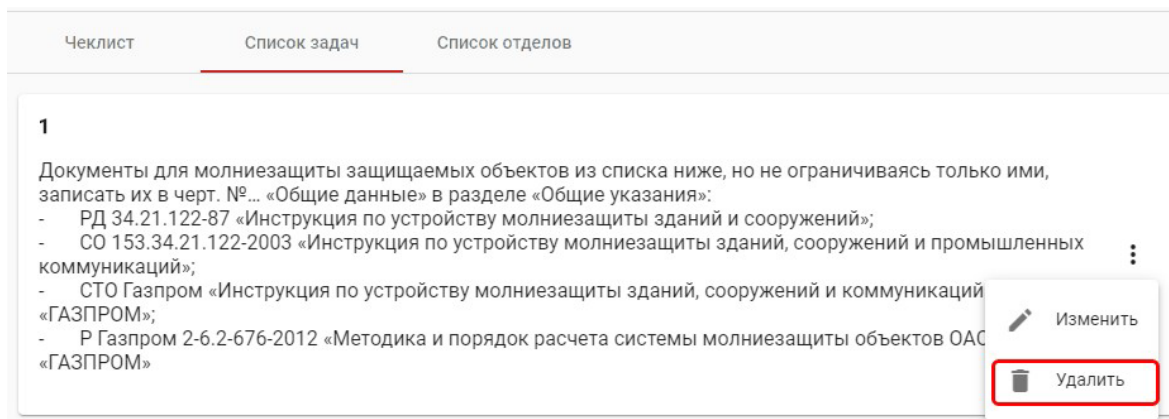 Чеклист Список задач Список отделов
1
Документы для молниезащиты защищаемых объектов из списка ниже, но не ограничиваясь только ими,
записать их в черт. №... «Общие данные» в разделе «Общие указания»:
- РД 34.21.122-87 «Инструкция по устройству молниезащиты зданий и сооружений»;
- СО 153.34.21.122-2003 «Инструкция по устройству молниезащиты зданий, сооружений и промышленных
коммуникаций»;
- СТО Газпром «Инструкция по устройству молниезащиты зданий, сооружений и коммуникаций
«ГАЗПРОМ»;
- Р Газпром 2-6.2-676-2012 «Методика и порядок расчета системы молниезащиты объектов ОАО
«ГАЗПРОМ»
Изменить
Удалить